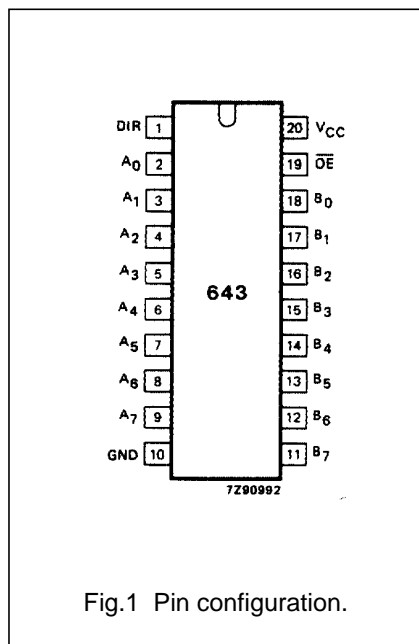 DIR 1 20 VCC
A0 2 19 OE
A1 3 18 B0
A2 4 17 B1
A3 5 16 B2
A4 6 15 B3
643
A5 7 14 B4
A6 8 13 B5
A7 9 12 B6
GND 10 11 B7
7Z90992
Fig.1 Pin configuration.